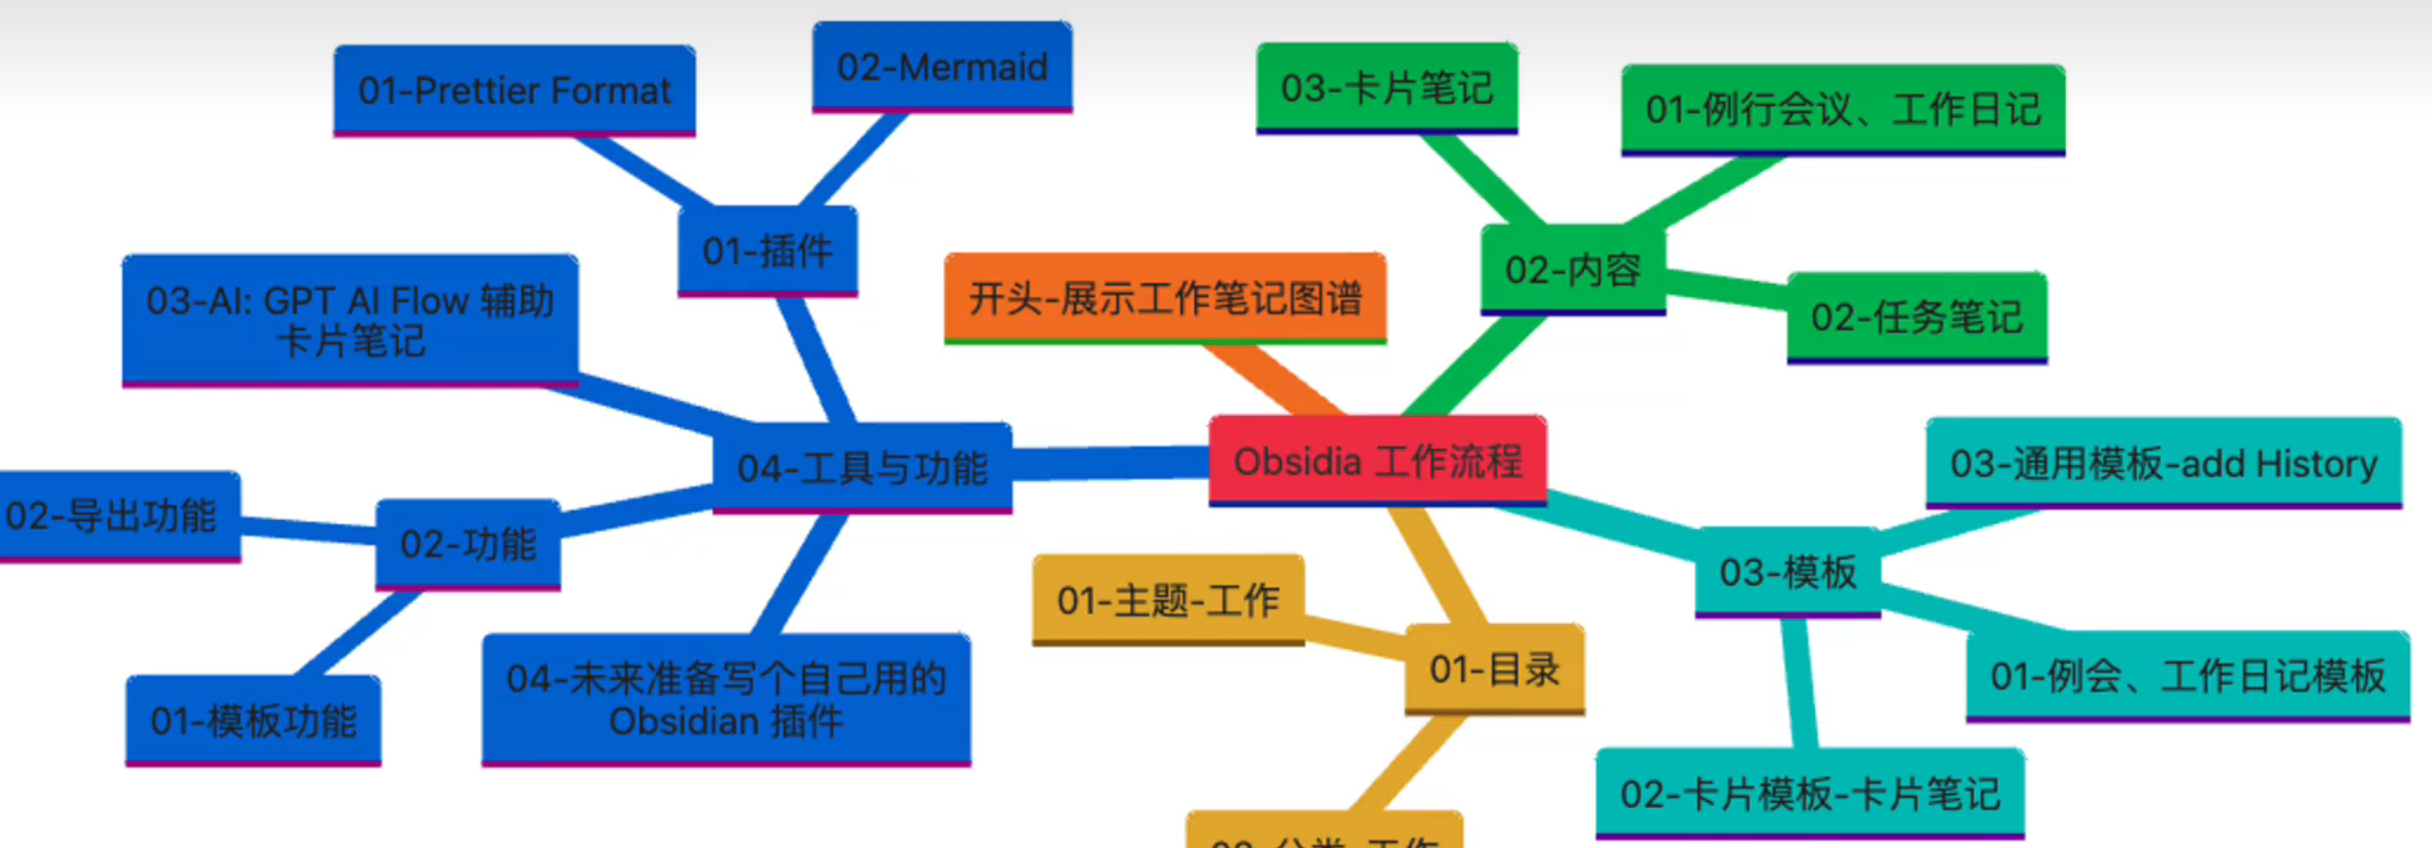 02-Mermaid
01-Prettier Format
03-卡片笔记
01-例行会议、工作日记
01-插件
02-内容
03-AI: GPT AI Flow 辅助
卡片笔记
开头-展示工作笔记图谱
02-任务笔记
04-工具与功能
Obsidia 工作流程
03-通用模板-add History
02-导出功能
02-功能
03-模板
01-主题-工作
01-目录
04-未来准备写个自己用的
Obsidian 插件
01-例会、工作日记模板
01-模板功能
02-卡片模板-卡片笔记